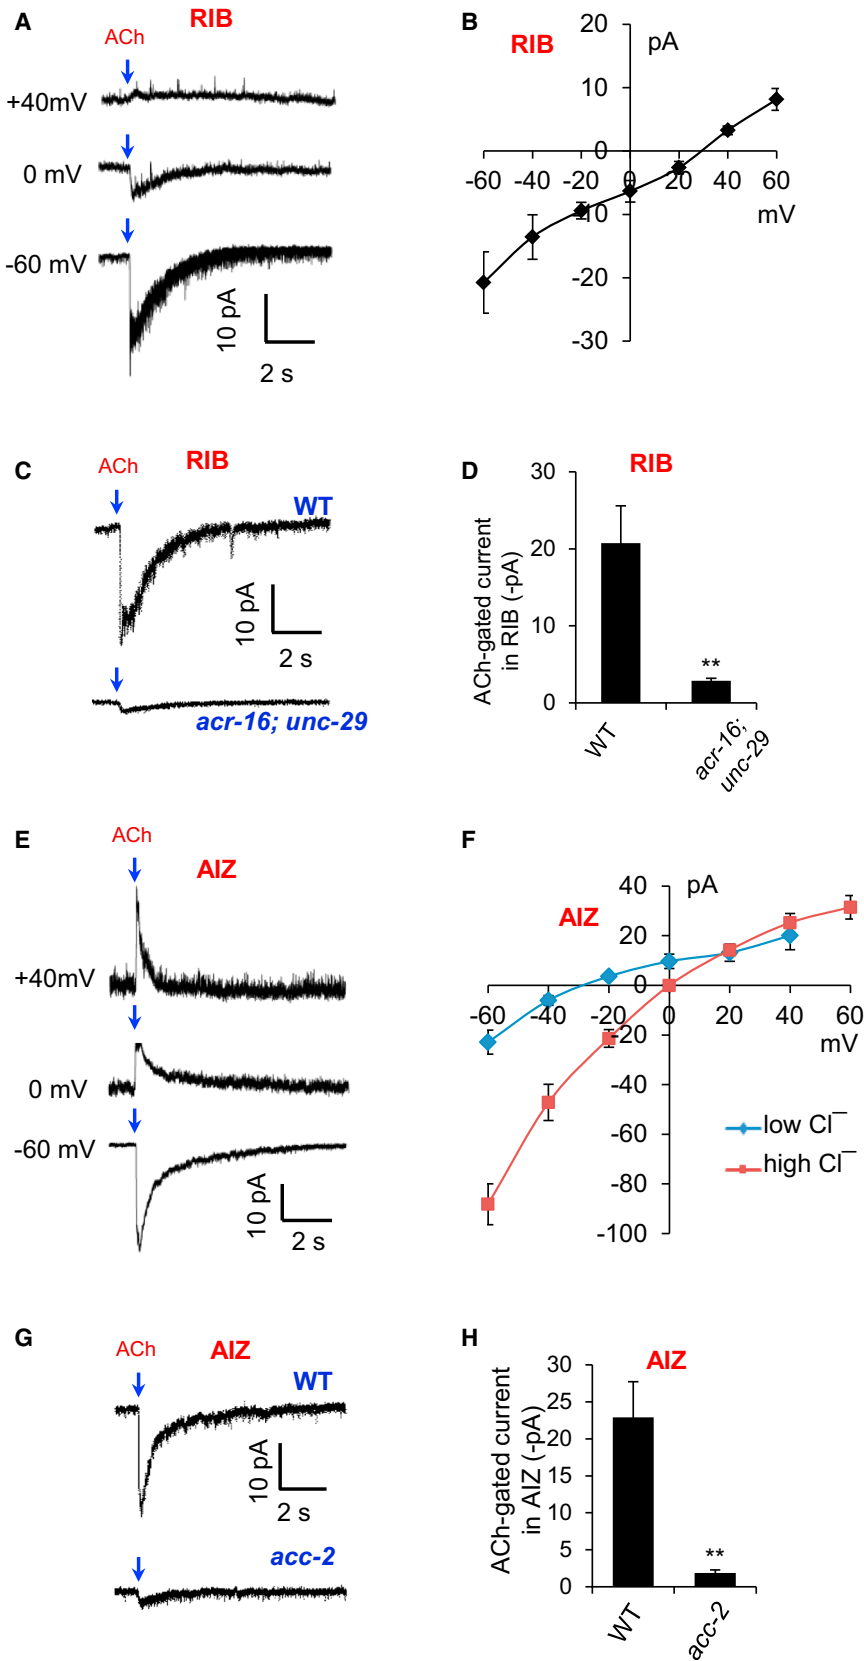 A
RIB
ACh
+40mV
0 mV
-60 mV
10 pA
2 s
B
RIB
pA
20
10
0
-10
-20
-30
-60 -40 -20 0 20 40 60
mV
C
RIB
ACh
WT
10 pA
2 s
acr-16; unc-29
D
RIB
ACh-gated current
in RIB (-pA)
30
20
10
0
**
WT
acr-16;
unc-29
E
ACh
AIZ
+40mV
0 mV
-60 mV
10 pA
2 s
F
AIZ
pA
40
20
0
-20
-40
-60
-80
-100
-60 -40 -20 0 20 40 60
mV
low Cl⁻
high Cl⁻
G
ACh
AIZ
WT
10 pA
2 s
acc-2
H
AIZ
ACh-gated current
in AIZ (-pA)
30
25
20
15
10
5
0
**
WT
acc-2